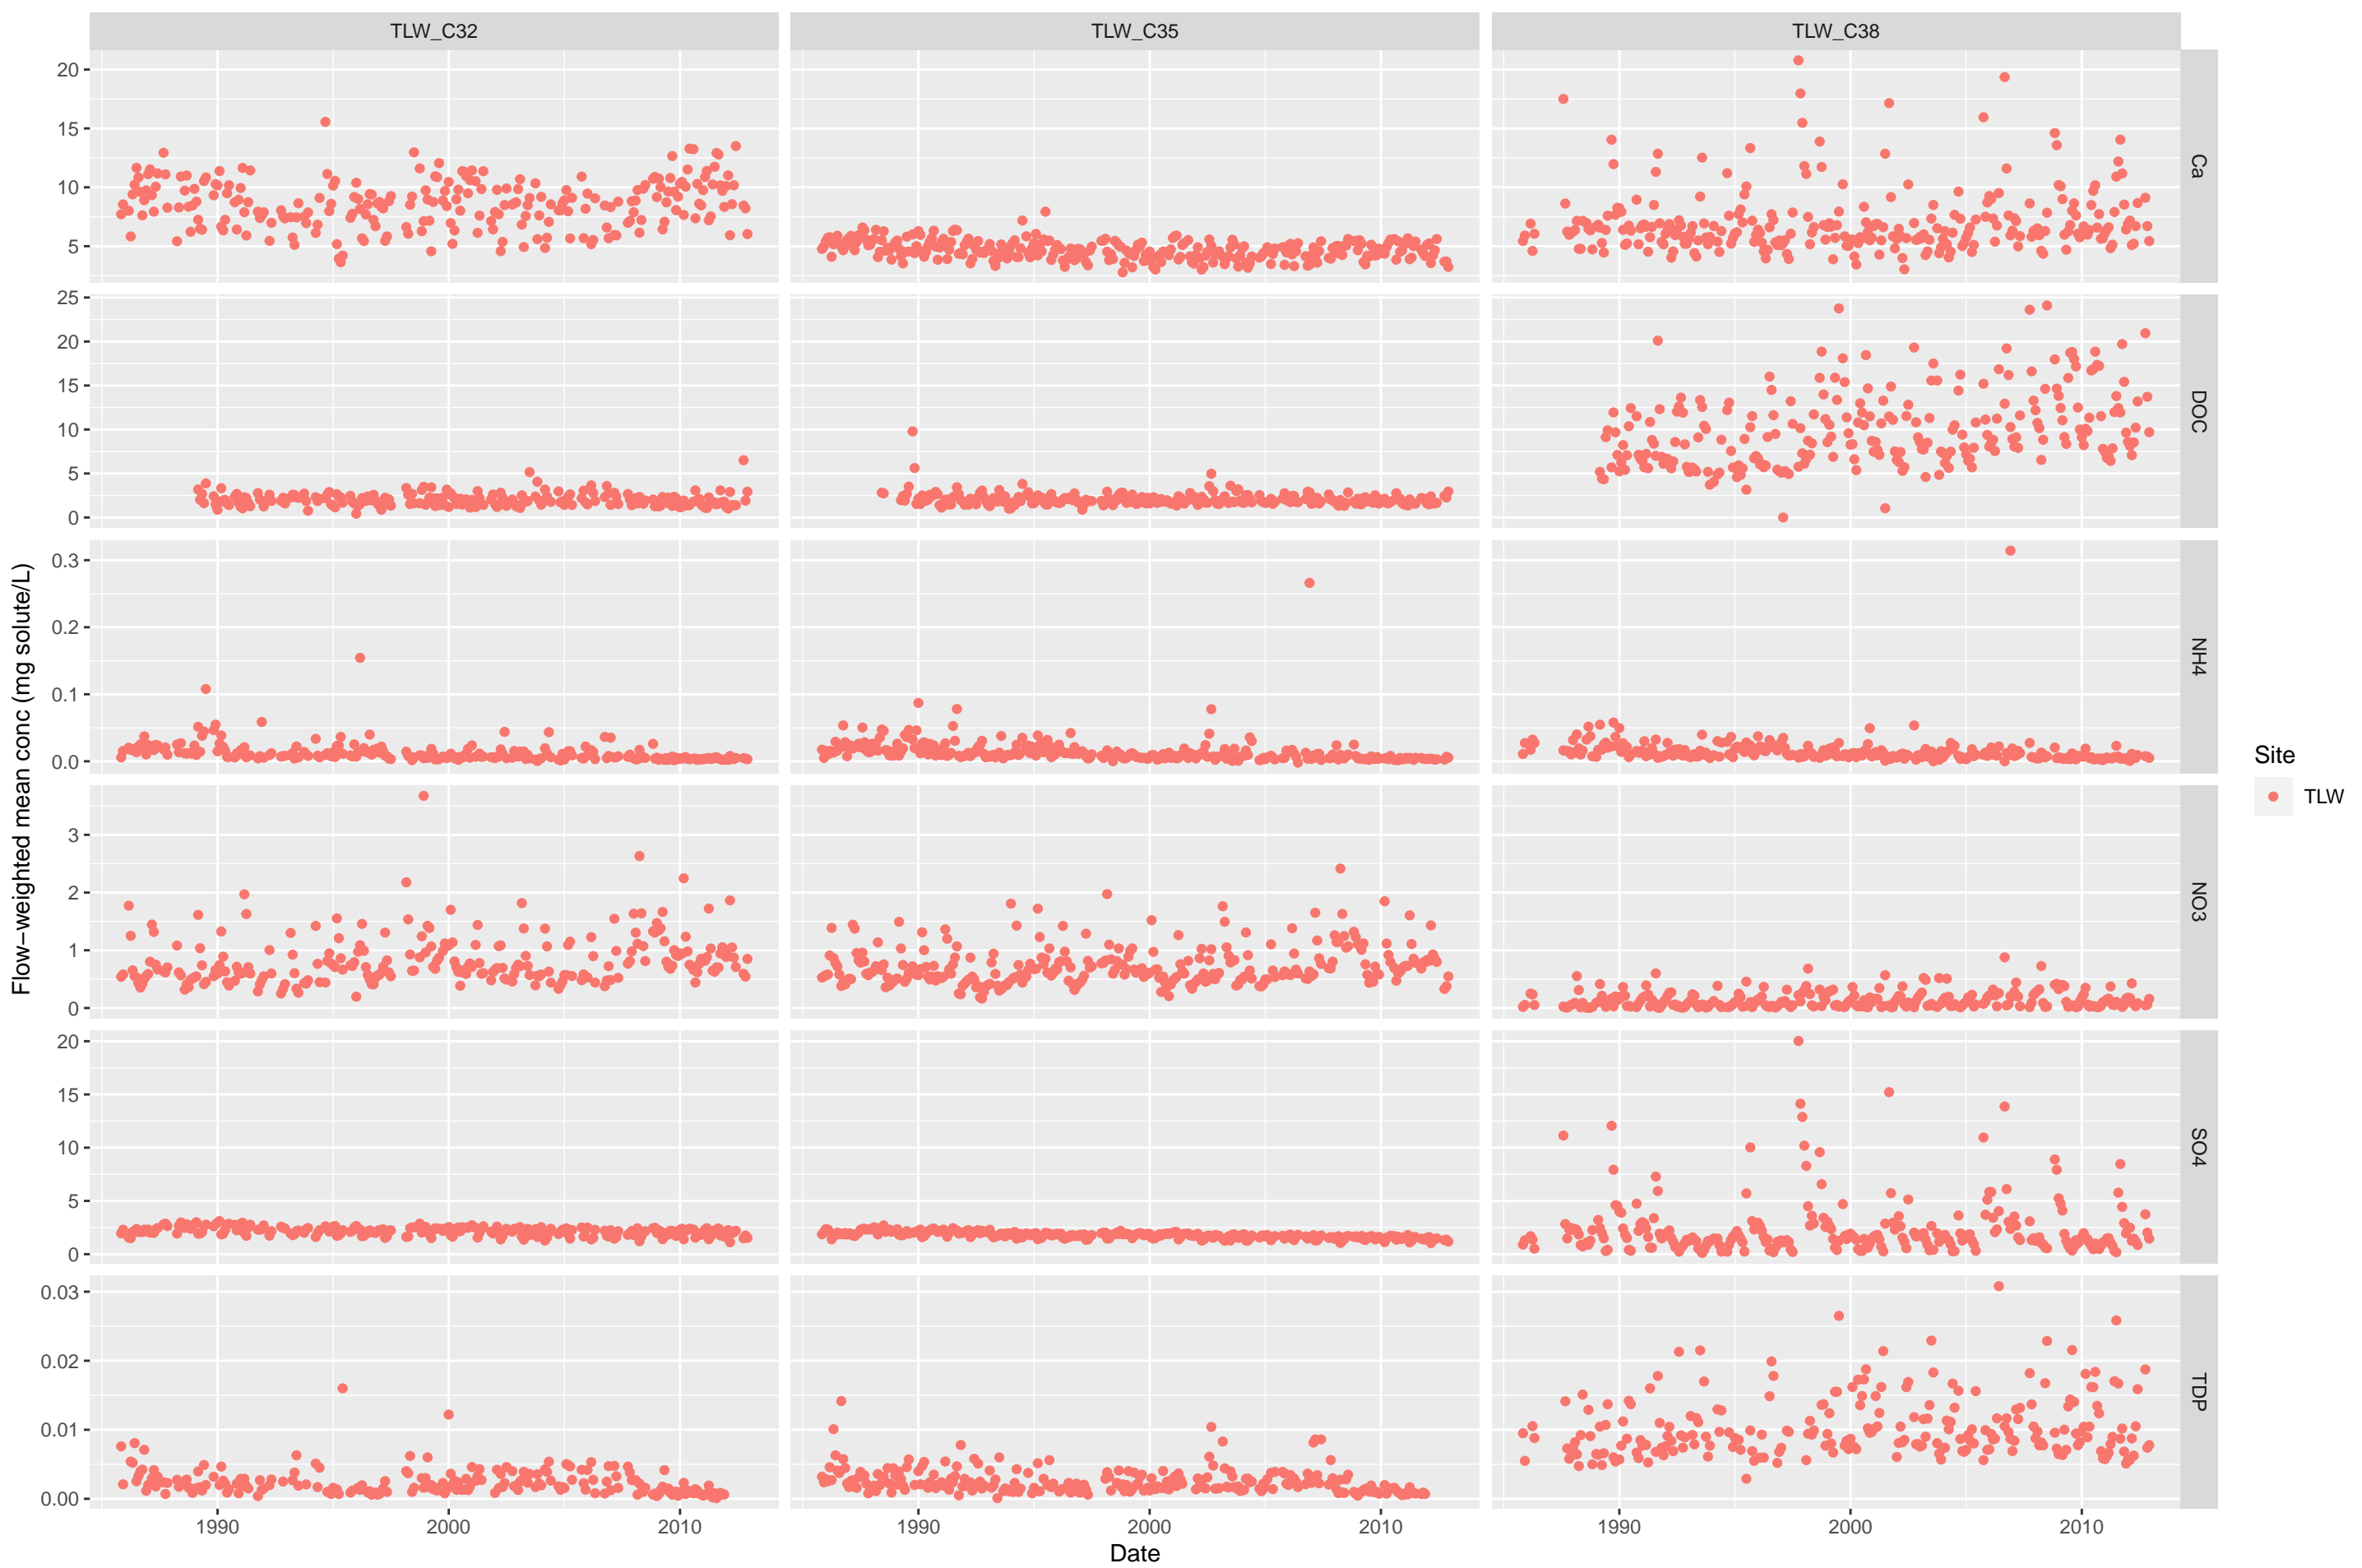 TLW_C32 TLW_C35 TLW_C38
20
15
10
5
Ca
25
20
15
10
5
0
DOC
0.3
0.2
0.1
0.0
NH4
3
2
1
0
NO3
20
15
10
5
0
SO4
0.03
0.02
0.01
0.00
TDP
1990 2000 2010 1990 2000 2010 1990 2000 2010
Date
Flow−weighted mean conc (mg solute/L)
Site
TLW